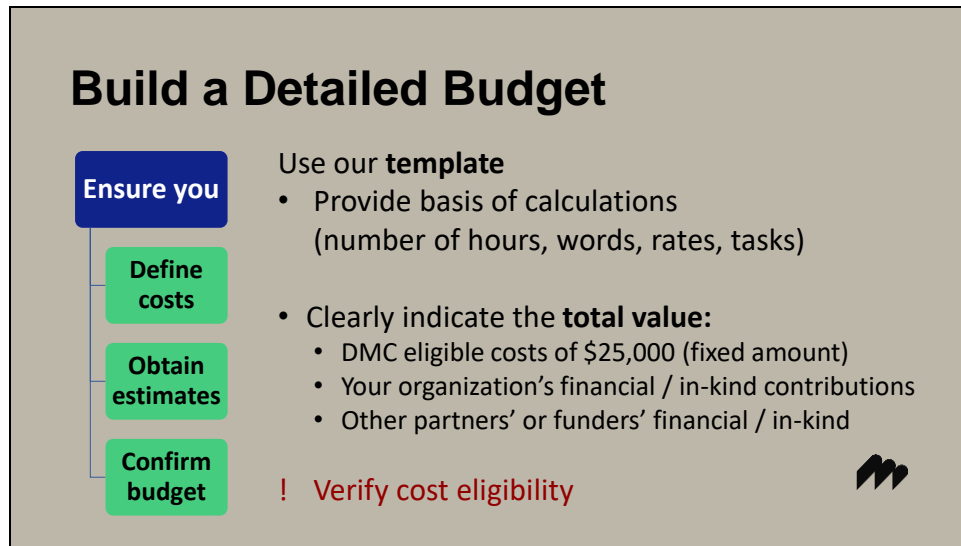 Build a Detailed Budget
Ensure you
Define
costs
Obtain
estimates
Confirm
budget
Use our template
• Provide basis of calculations
(number of hours, words, rates, tasks)
• Clearly indicate the total value:
• DMC eligible costs of $25,000 (fixed amount)
• Your organization’s financial / in-kind contributions
• Other partners’ or funders’ financial / in-kind
! Verify cost eligibility